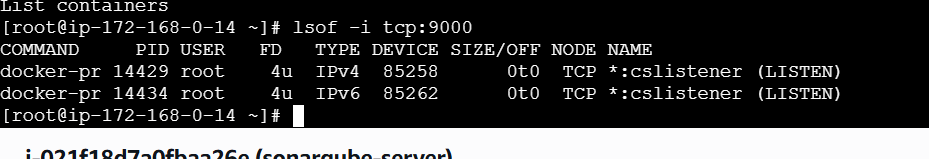 List containers
[root@ip-172-168-0-14 ~]# lsof -i tcp:9000
COMMAND     PID USER   FD   TYPE DEVICE SIZE/OFF NODE NAME
docker-pr 14429 root    4u  IPv4  85258      0t0  TCP *:cslistener (LISTEN)
docker-pr 14434 root    4u  IPv6  85262      0t0  TCP *:cslistener (LISTEN)
[root@ip-172-168-0-14 ~]#
i-021f18d7a0fbaa26e (sonarqube-server)